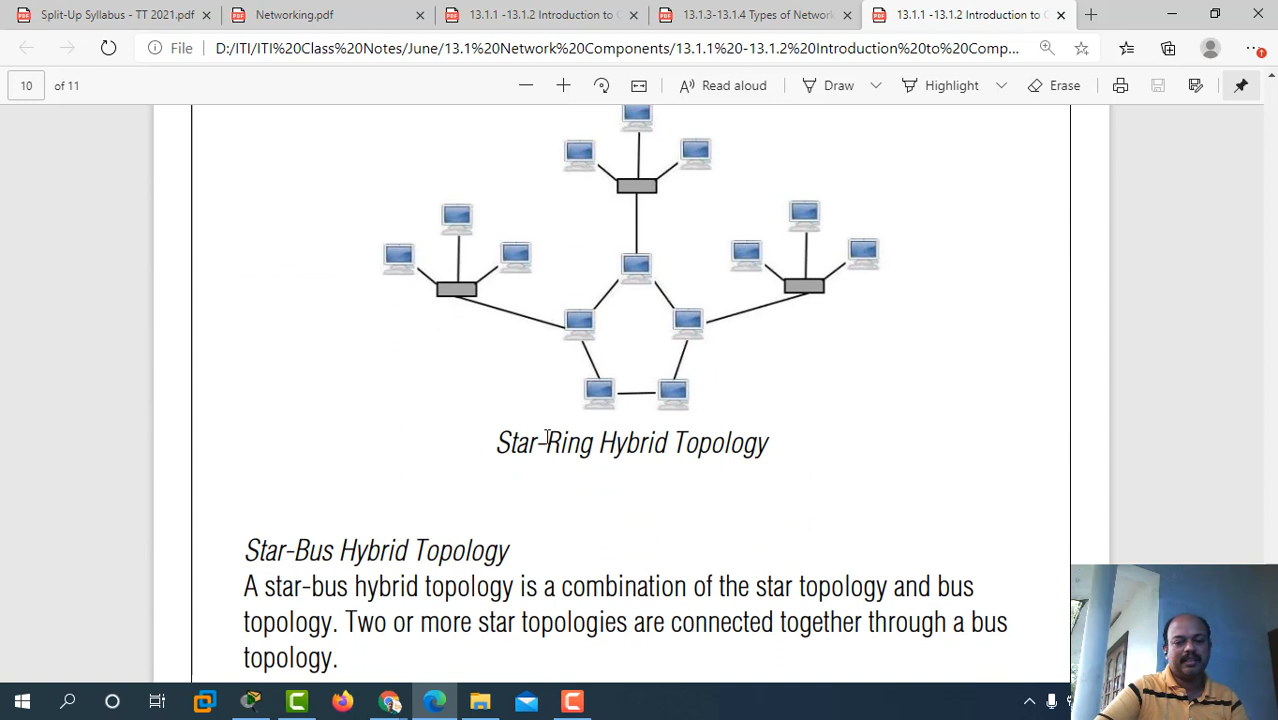 Split-Up Syllabus - TT 2021.pdf
Networking.pdf
13.1.1 -13.1.2 Introduction to C
13.1.3-13.1.4 Types of Network
13.1.1 -13.1.2 Introduction to C
File
D:/ITI/ITI%20Class%20Notes/June/13.1%20Network%20Components/13.1.1%20-13.1.2%20Introduction%20to%20Comp...
10 of 11
Read aloud
Draw
Highlight
Erase
Star-Ring Hybrid Topology
Star-Bus Hybrid Topology
A star-bus hybrid topology is a combination of the star topology and bus
topology. Two or more star topologies are connected together through a bus
topology.